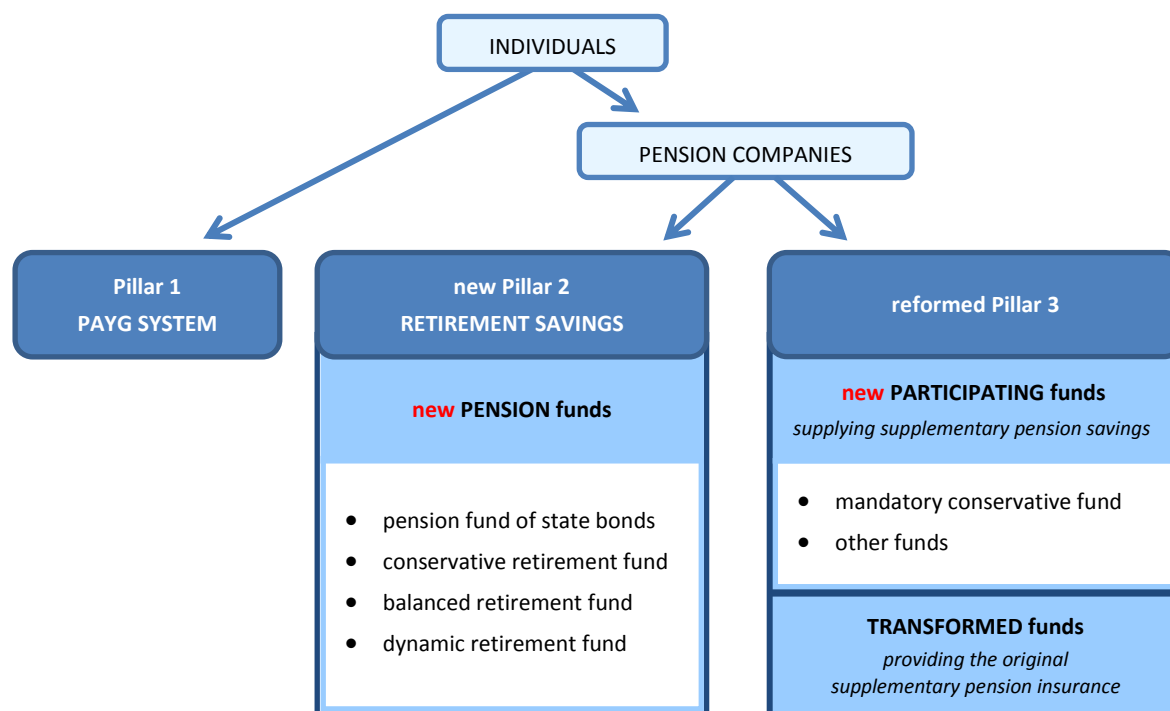 INDIVIDUALS
PENSION COMPANIES
Pillar 1
PAYG SYSTEM
new Pillar 2
RETIREMENT SAVINGS
new PENSION funds
• pension fund of state bonds
• conservative retirement fund
• balanced retirement fund
• dynamic retirement fund
reformed Pillar 3
new PARTICIPATING funds
supplying supplementary pension savings
• mandatory conservative fund
• other funds
TRANSFORMED funds
providing the original
supplementary pension insurance